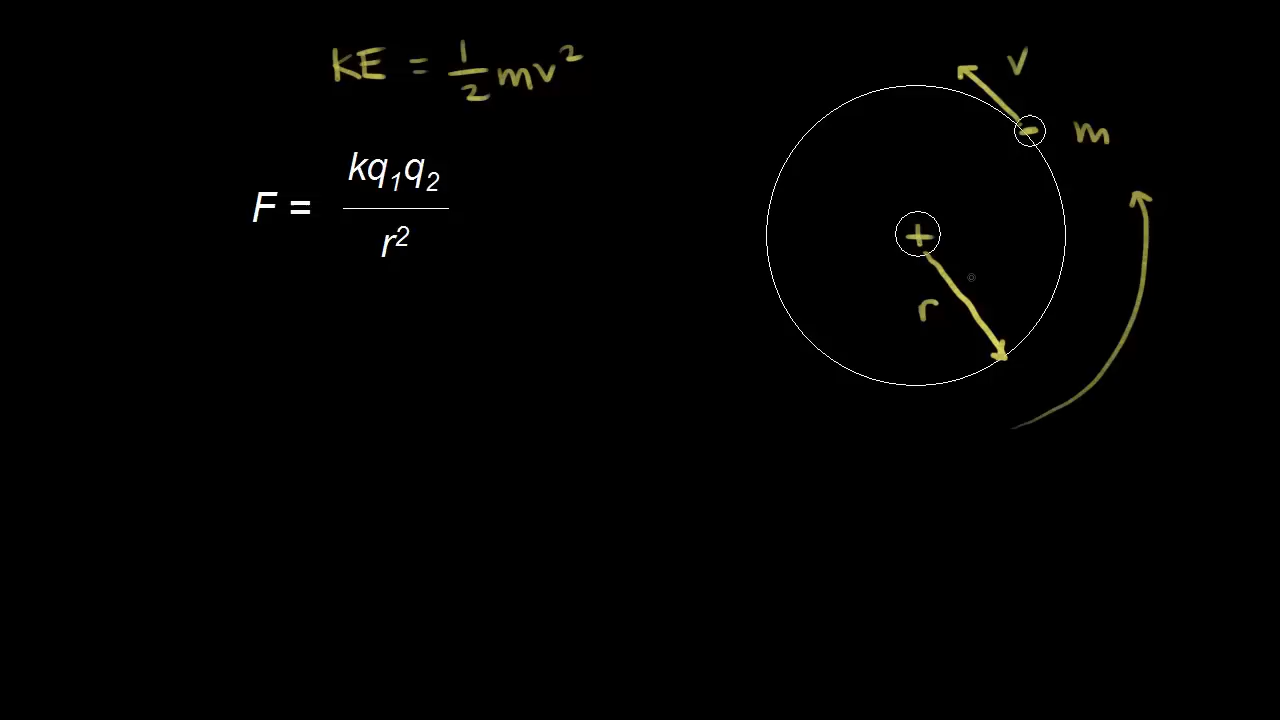 KE = 1/2 mv²
F = kq₁q₂ / r²
v
m
+
r